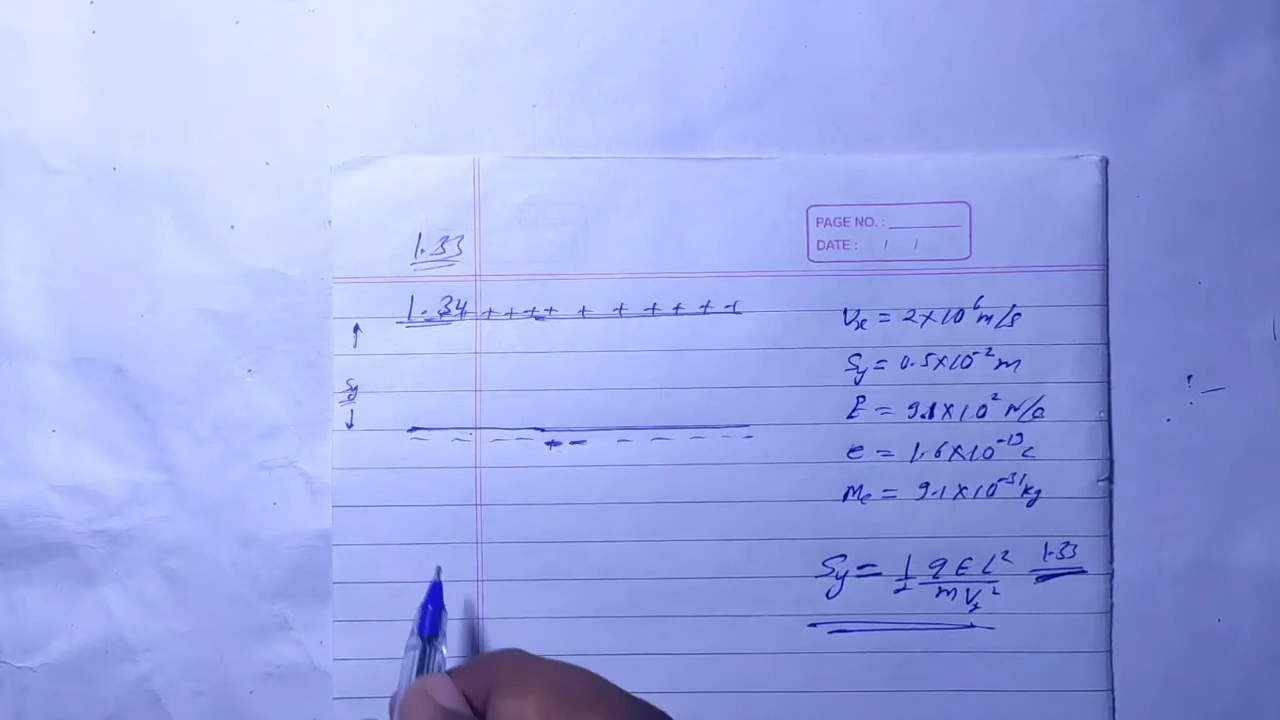 PAGE NO. :
DATE : / /
1.33
1.34 + + + + + + + + + + +
Sy
Vx = 2×10⁶ m/s
Sy = 0.5×10⁻² m
E = 9.1×10² N/C
e = 1.6×10⁻¹⁹ C
Me = 9.1×10⁻³¹ kg
Sy = 1/2 qEL²/mVx² 1.33